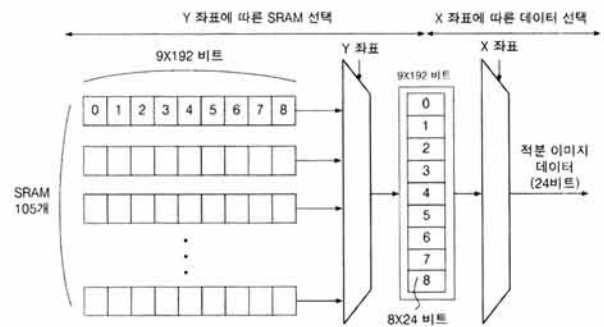 Y 좌표에 따른 SRAM 선택
X 좌표에 따른 데이터 선택
9X192 비트
Y 좌표
X 좌표
9X192 비트
0 1 2 3 4 5 6 7 8
SRAM
105개
0
1
2
3
4
5
6
7
8
적분 이미지
데이터
(24비트)
8X24 비트